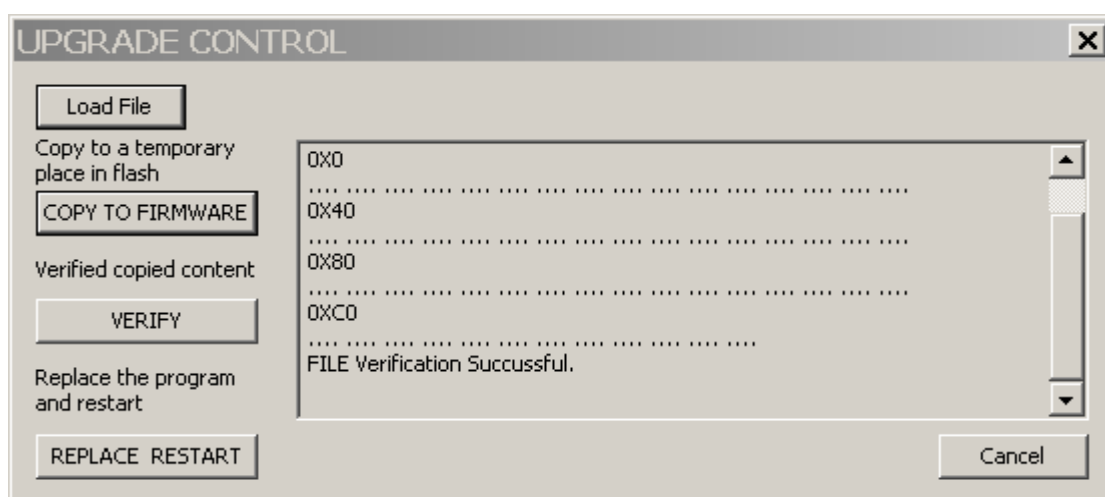 UPGRADE CONTROL
Load File
Copy to a temporary
place in flash
COPY TO FIRMWARE
Verified copied content
VERIFY
Replace the program
and restart
REPLACE RESTART
0X0
.... .... .... .... .... .... .... .... .... .... .... .... .... .... .... ....
0X40
.... .... .... .... .... .... .... .... .... .... .... .... .... .... .... ....
0X80
.... .... .... .... .... .... .... .... .... .... .... .... .... .... .... ....
0XC0
.... .... .... .... .... .... .... .... .... .... .... ....
FILE Verification Succussful.
Cancel